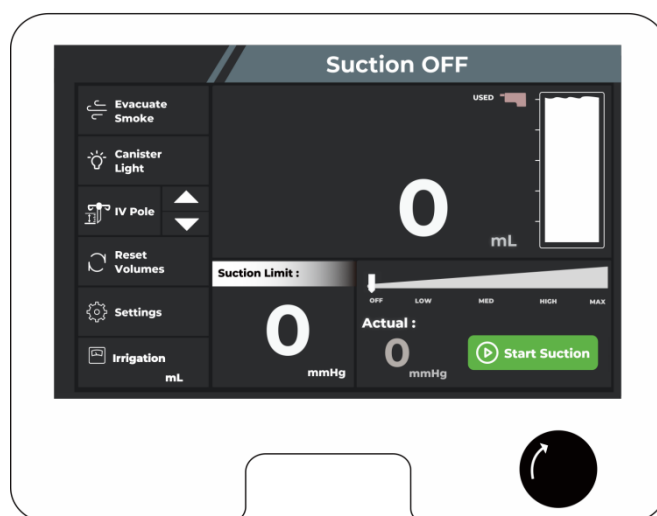 Suction OFF
Evacuate
Smoke
Canister
Light
IV Pole
Reset
Volumes
Settings
Irrigation
mL
USED
0
mL
Suction Limit :
0
mmHg
OFF LOW MED HIGH MAX
Actual :
0
mmHg
Start Suction